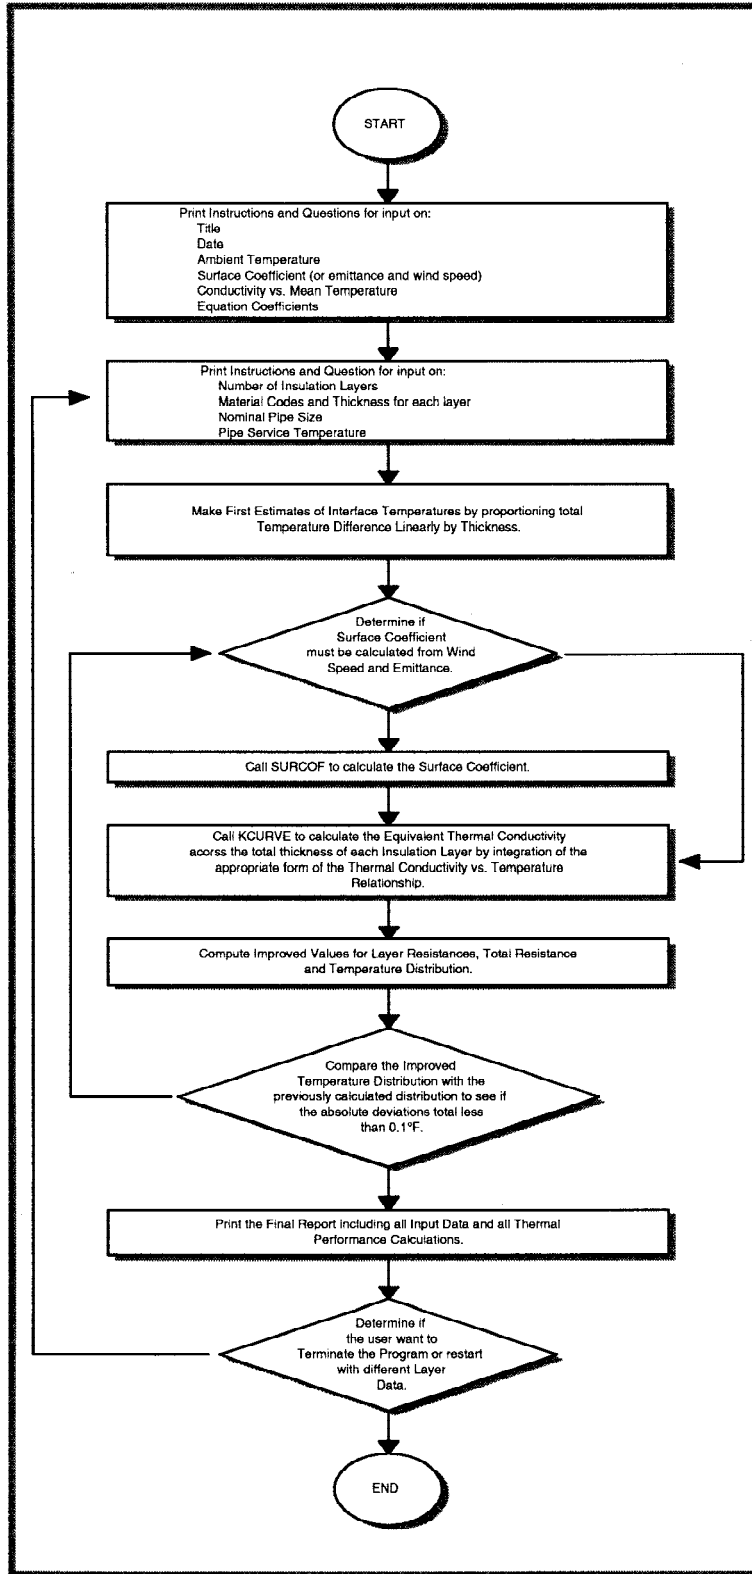 START
Print Instructions and Questions for input on:
Title
Date
Ambient Temperature
Surface Coefficient (or emittance and wind speed)
Conductivity vs. Mean Temperature
Equation Coefficients
Print Instructions and Question for input on:
Number of Insulation Layers
Material Codes and Thickness for each layer
Nominal Pipe Size
Pipe Service Temperature
Make First Estimates of Interface Temperatures by proportioning total
Temperature Difference Linearly by Thickness.
Determine if
Surface Coefficient
must be calculated from Wind
Speed and Emittance.
Call SURCOF to calculate the Surface Coefficient.
Call KCURVE to calculate the Equivalent Thermal Conductivity
acorss the total thickness of each Insulation Layer by integration of the
appropriate form of the Thermal Conductivity vs. Temperature
Relationship.
Compute Improved Values for Layer Resistances, Total Resistance
and Temperature Distribution.
Compare the Improved
Temperature Distribution with the
previously calculated distribution to see if
the absolute deviations total less
than 0.1°F.
Print the Final Report including all Input Data and all Thermal
Performance Calculations.
Determine if
the user want to
Terminate the Program or restart
with different Layer
Data.
END